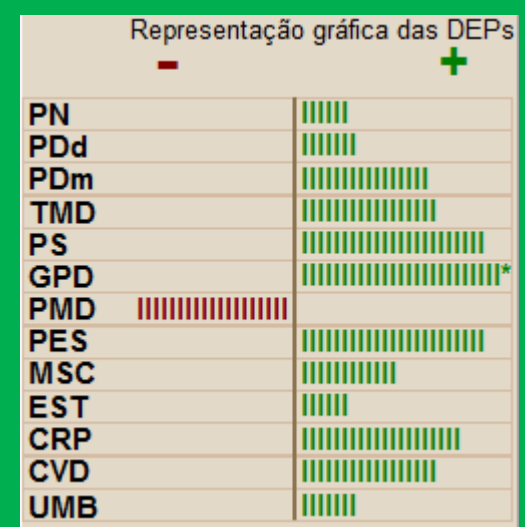 Representação gráfica das DEPs
- +
PN
PDd
PDm
TMD
PS
GPD *
PMD
PES
MSC
EST
CRP
CVD
UMB